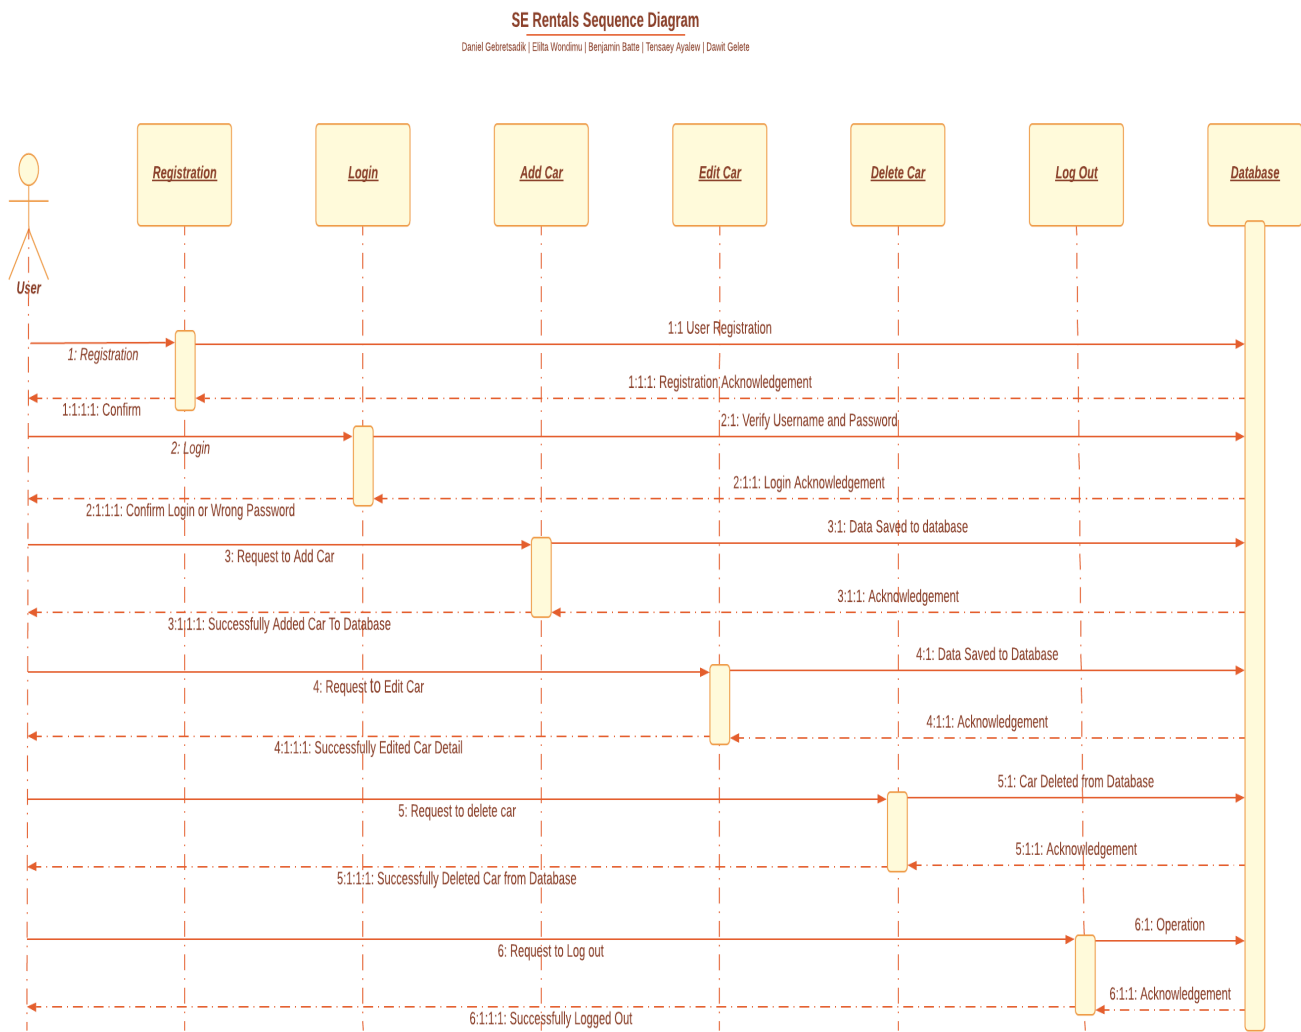 SE Rentals Sequence Diagram
Daniel Gebretsadik | Elilta Wondimu | Benjamin Batte | Tensaey Ayalew | Dawit Gelete
Registration
Login
Add Car
Edit Car
Delete Car
Log Out
Database
User
1:1 User Registration
1: Registration
1:1:1: Registration Acknowledgement
1:1:1:1: Confirm
2:1: Verify Username and Password
2: Login
2:1:1: Login Acknowledgement
2:1:1:1: Confirm Login or Wrong Password
3:1: Data Saved to database
3: Request to Add Car
3:1:1: Acknowledgement
3:1:1:1: Successfully Added Car To Database
4:1: Data Saved to Database
4: Request to Edit Car
4:1:1: Acknowledgement
4:1:1:1: Successfully Edited Car Detail
5:1: Car Deleted from Database
5: Request to delete car
5:1:1: Acknowledgement
5:1:1:1: Successfully Deleted Car from Database
6:1: Operation
6: Request to Log out
6:1:1: Acknowledgement
6:1:1:1: Successfully Logged Out